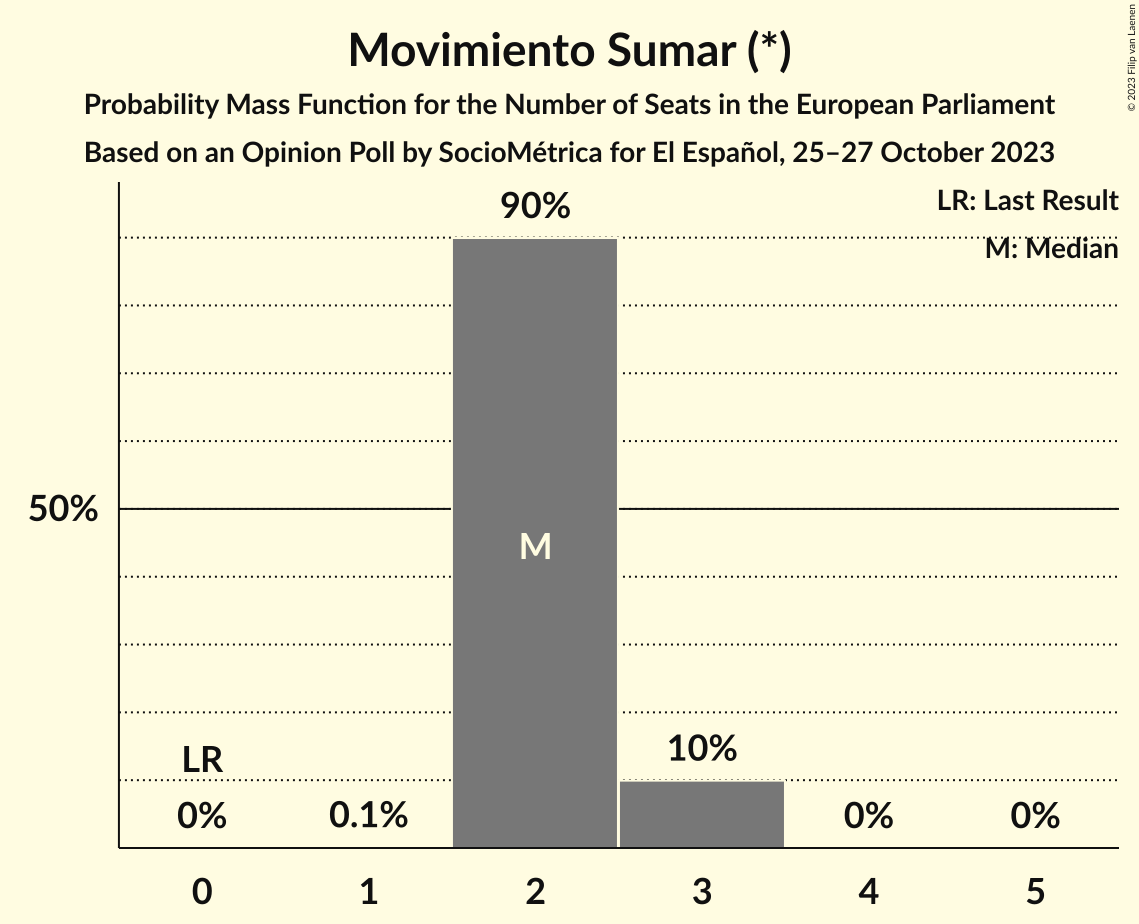 Movimiento Sumar (*)
Probability Mass Function for the Number of Seats in the European Parliament
Based on an Opinion Poll by SocioMétrica for El Español, 25–27 October 2023
© 2023 Filip van Laenen
LR: Last Result
M: Median
90%
50%
M
10%
LR
0%
0.1%
0%
0%
0
1
2
3
4
5